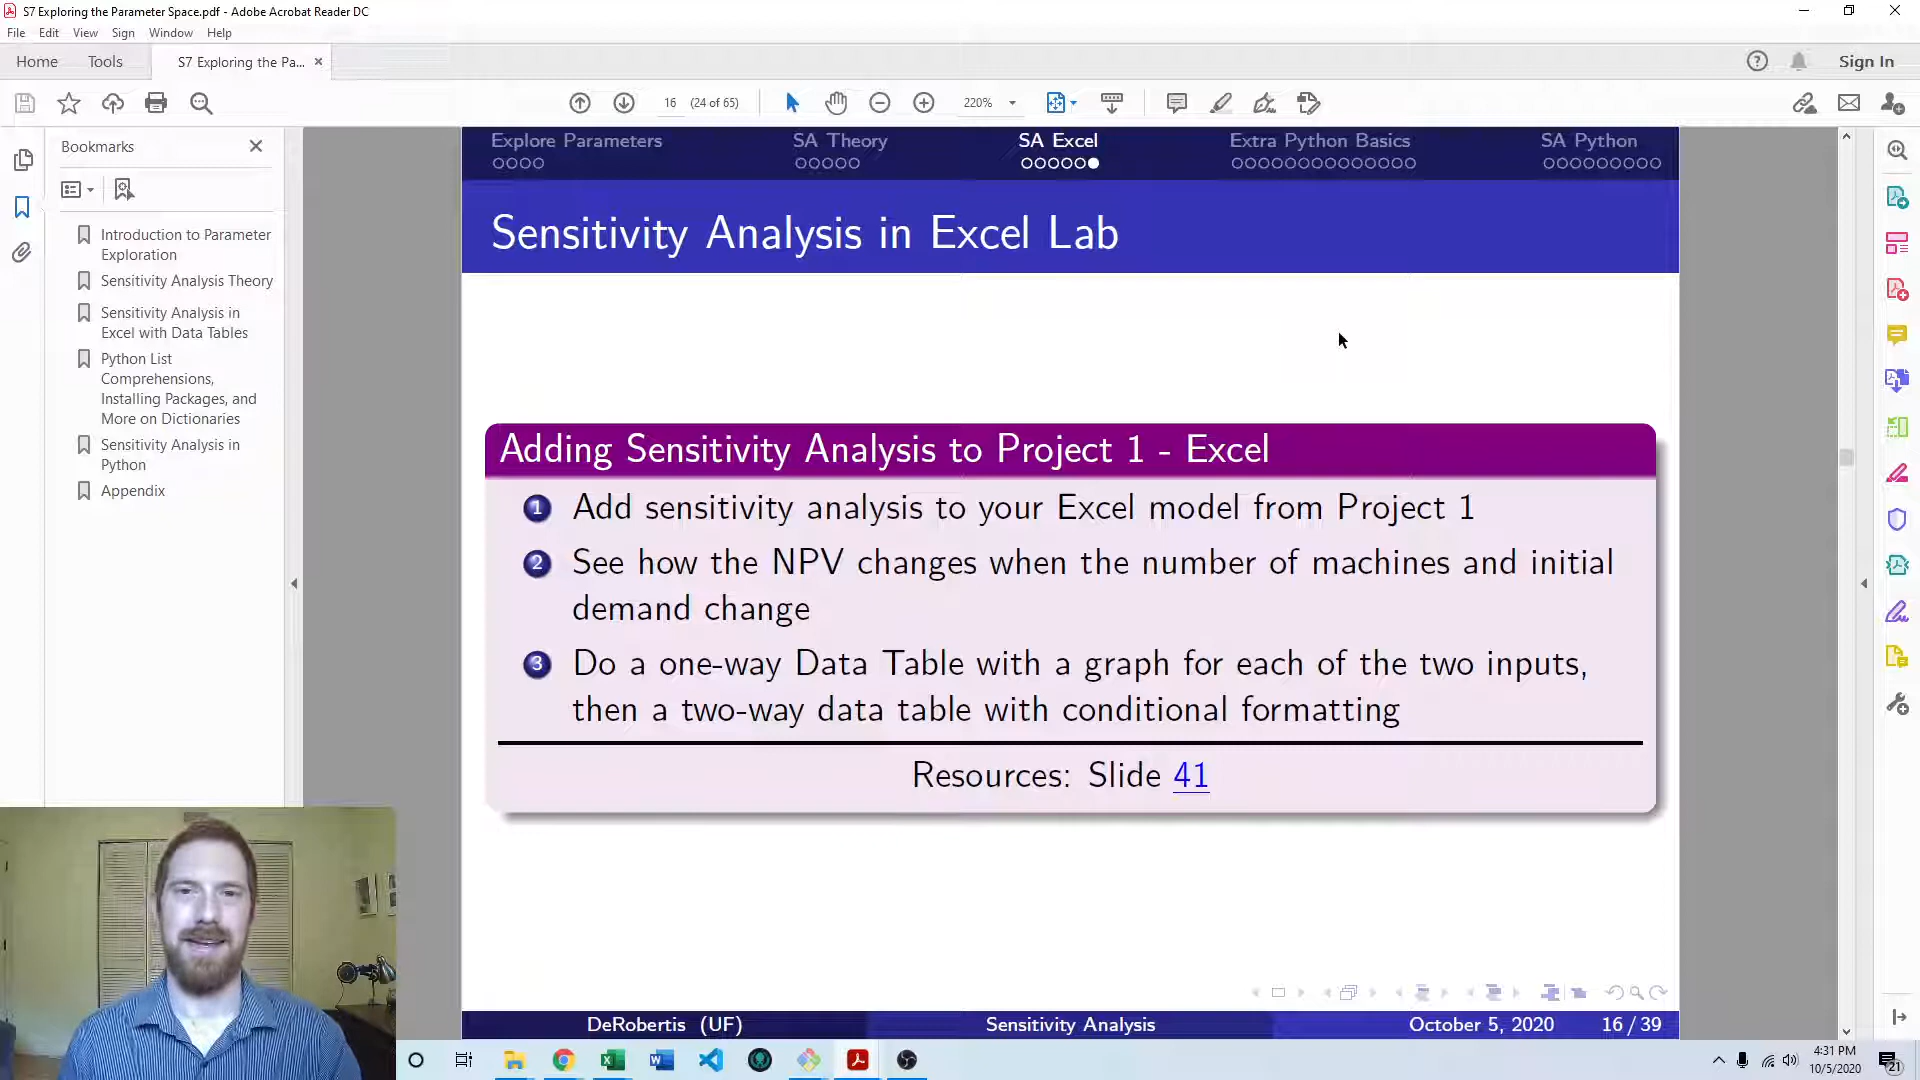 S7 Exploring the Parameter Space.pdf - Adobe Acrobat Reader DC
File Edit View Sign Window Help
Home Tools S7 Exploring the Pa... Sign In
16 (24 of 65) 220%
Bookmarks
Introduction to Parameter
Exploration
Sensitivity Analysis Theory
Sensitivity Analysis in
Excel with Data Tables
Python List
Comprehensions,
Installing Packages, and
More on Dictionaries
Sensitivity Analysis in
Python
Appendix
Explore Parameters SA Theory SA Excel Extra Python Basics SA Python
Sensitivity Analysis in Excel Lab
Adding Sensitivity Analysis to Project 1 - Excel
1 Add sensitivity analysis to your Excel model from Project 1
2 See how the NPV changes when the number of machines and initial
demand change
3 Do a one-way Data Table with a graph for each of the two inputs,
then a two-way data table with conditional formatting
Resources: Slide 41
DeRobertis (UF) Sensitivity Analysis October 5, 2020 16 / 39
4:31 PM
10/5/2020
21